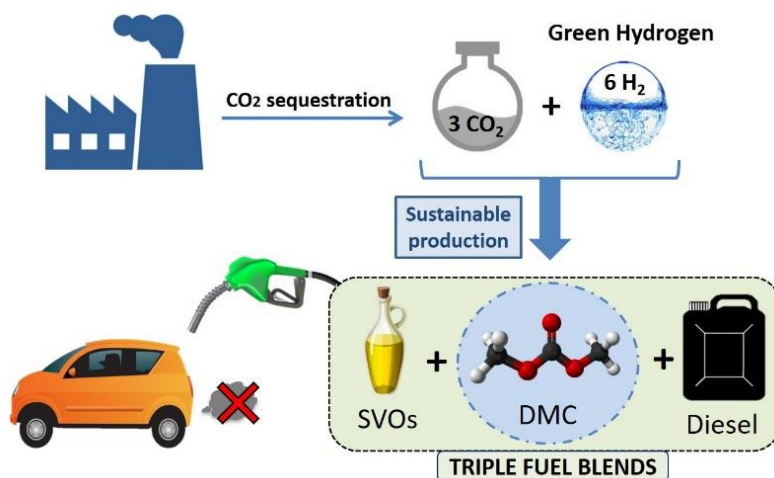 Green Hydrogen
CO₂ sequestration
3 CO₂
+
6 H₂
Sustainable
production
SVOs
+
DMC
+
Diesel
TRIPLE FUEL BLENDS